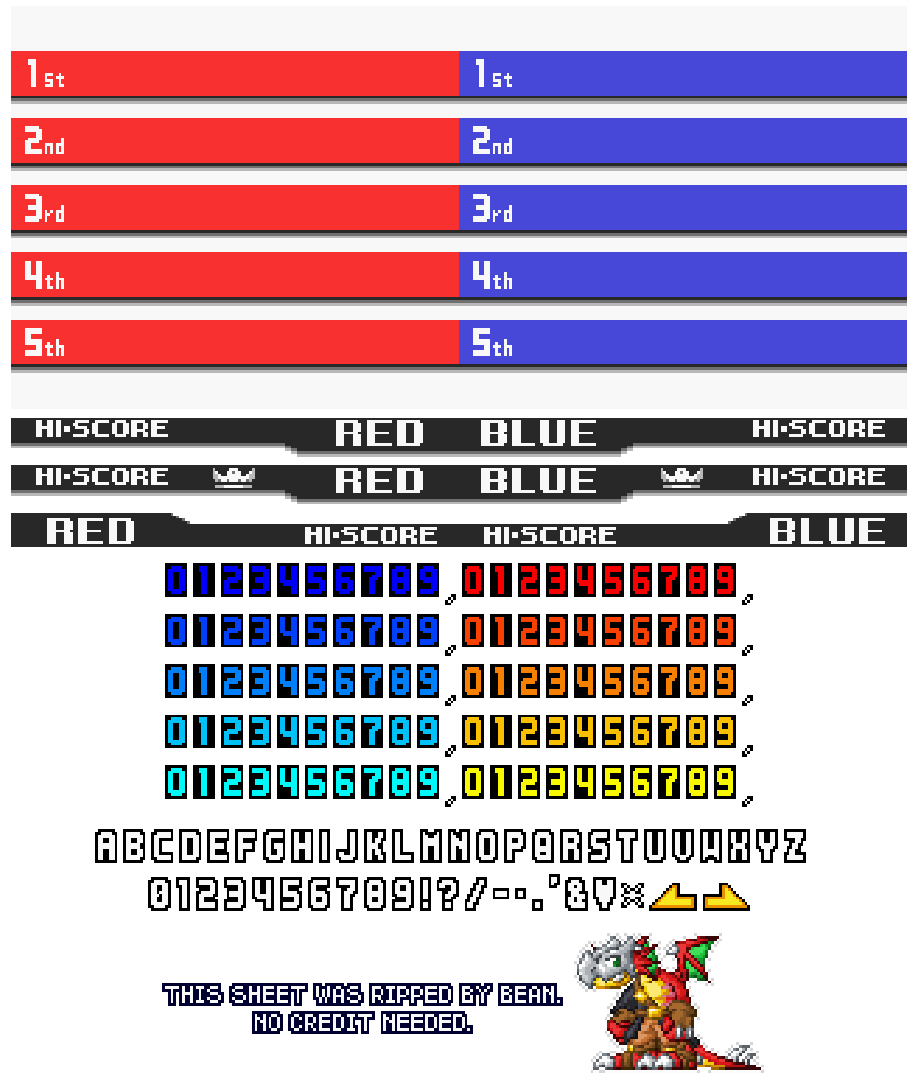 1st 1st
2nd 2nd
3rd 3rd
4th 4th
5th 5th
HI-SCORE RED BLUE HI-SCORE
HI-SCORE RED BLUE HI-SCORE
RED HI-SCORE HI-SCORE BLUE
0123456789, 0123456789,
0123456789, 0123456789,
0123456789, 0123456789,
0123456789, 0123456789,
0123456789, 0123456789,
ABCDEFGHIJKLMNOPQRSTUVWXYZ
0123456789!?/-·.'&♥×
THIS SHEET WAS RIPPED BY BEAN.
NO CREDIT NEEDED.